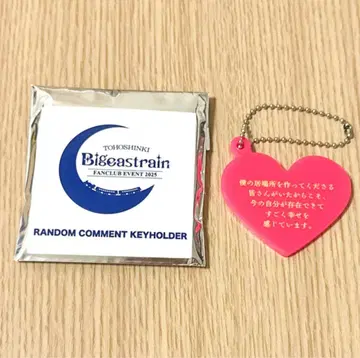 TOHOSHINKI
Bigeastrain
FANCLUB EVENT 2025
RANDOM COMMENT KEYHOLDER
僕の居場所を作ってくださる
皆さんがいたからこそ、
今の自分が存在できて
すごく幸せを
感じています。